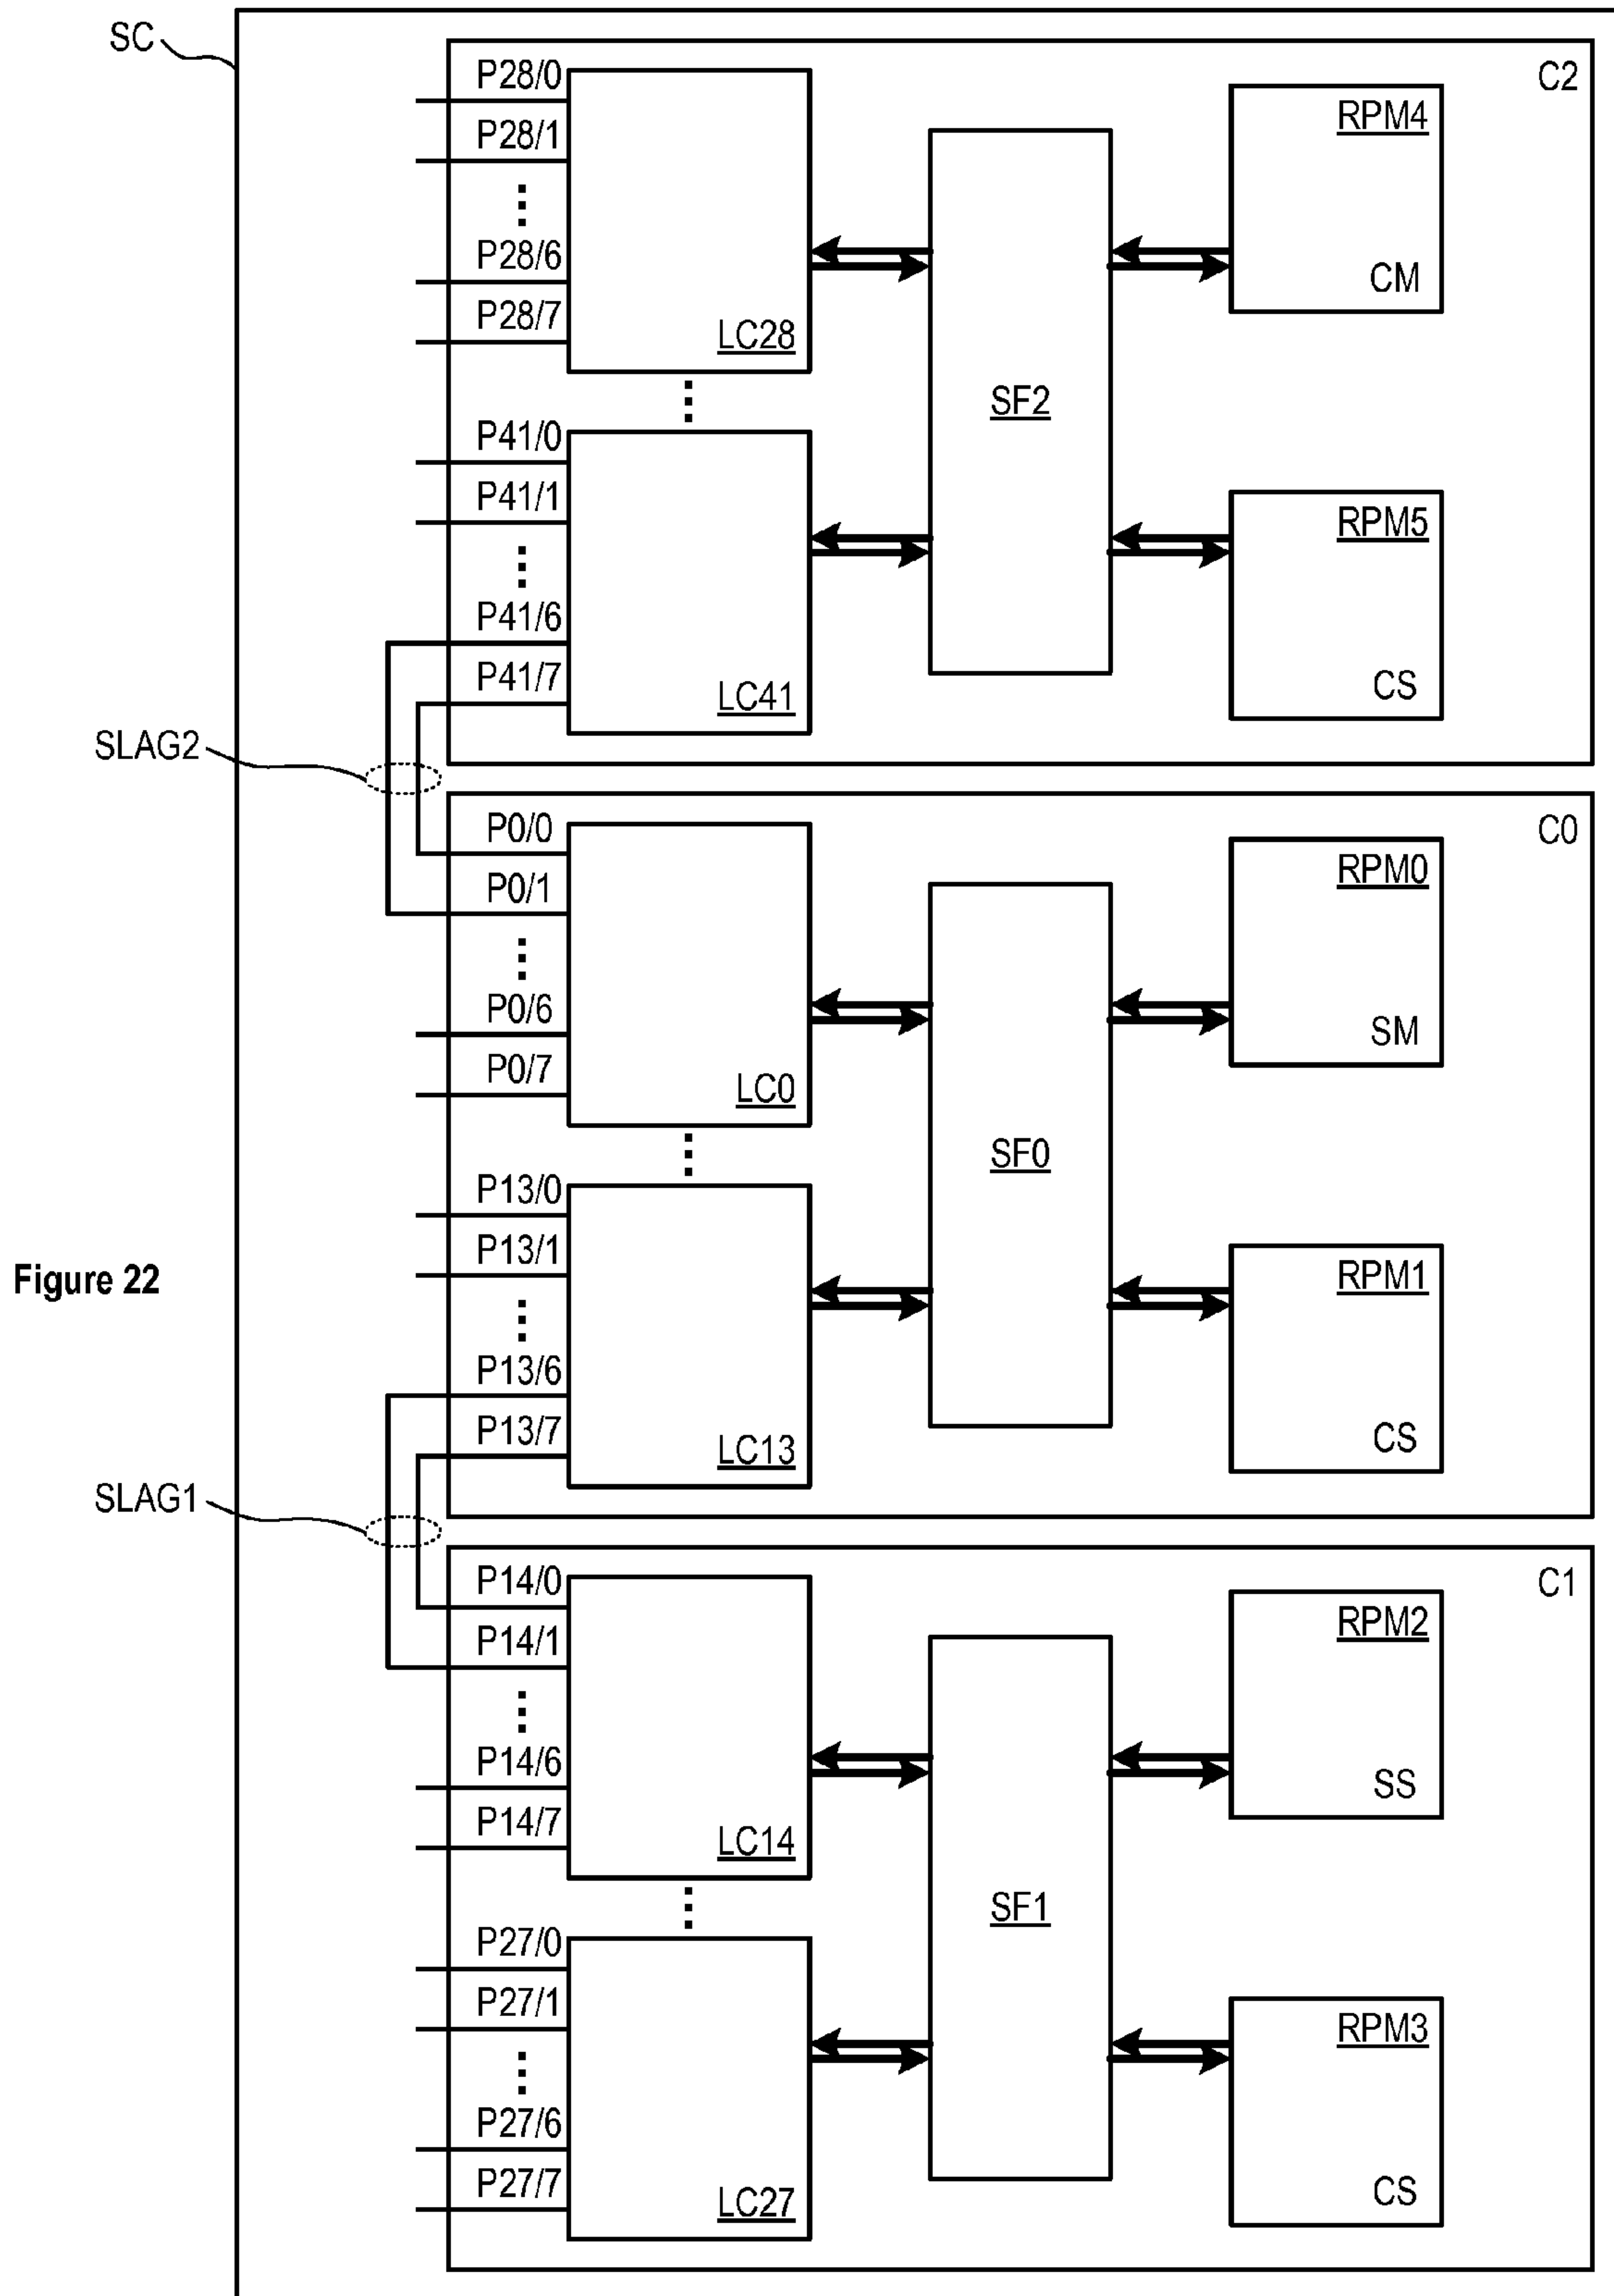 SC
C2
P28/0
P28/1
P28/6
P28/7
LC28
RPM4
CM
SF2
P41/0
P41/1
P41/6
P41/7
LC41
RPM5
CS
SLAG2
C0
P0/0
P0/1
P0/6
P0/7
LC0
RPM0
SM
SF0
P13/0
P13/1
P13/6
P13/7
LC13
RPM1
CS
Figure 22
SLAG1
C1
P14/0
P14/1
P14/6
P14/7
LC14
RPM2
SS
SF1
P27/0
P27/1
P27/6
P27/7
LC27
RPM3
CS